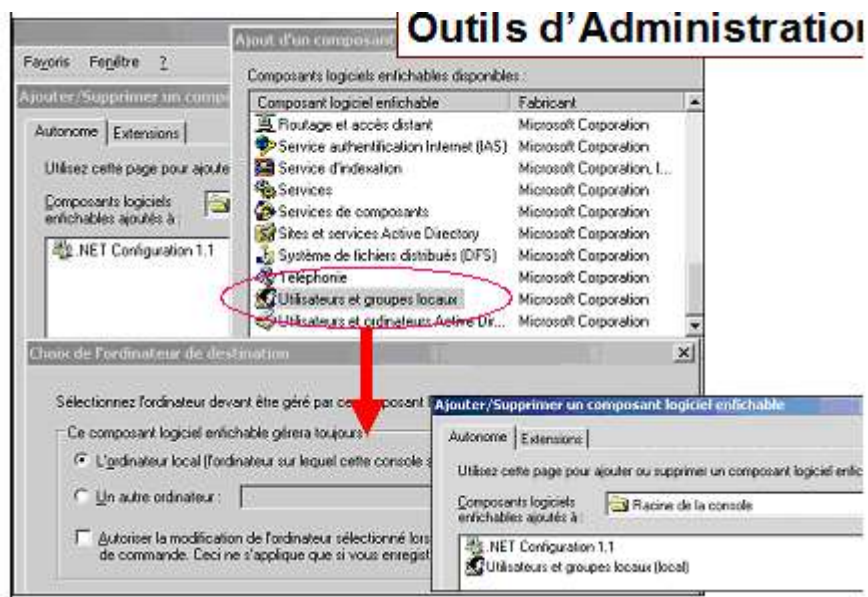 Outils d'Administration
Ajout d'un composant
Favoris Fenêtre ?
Composants logiciels enfichables disponibles :
Ajouter/Supprimer un compo
Composant logiciel enfichable Fabricant
Routage et accès distant Microsoft Corporation
Service authentification Internet (IAS) Microsoft Corporation
Service d'indexation Microsoft Corporation, I...
Services Microsoft Corporation
Services de composants Microsoft Corporation
Sites et services Active Directory Microsoft Corporation
Système de fichiers distribués (DFS) Microsoft Corporation
Téléphonie Microsoft Corporation
Utilisateurs et groupes locaux Microsoft Corporation
Utilisateurs et ordinateurs Active Dir... Microsoft Corporation
Autonome Extensions
Utilisez cette page pour ajoute
Composants logiciels
enfichables ajoutés à :
.NET Configuration 1.1
Choix de l'ordinateur de destination
Sélectionnez l'ordinateur devant être géré par ce composant
Ce composant logiciel enfichable gérera toujours
L'ordinateur local (l'ordinateur sur lequel cette console s
Un autre ordinateur :
Autoriser la modification de l'ordinateur sélectionné lors
de commande. Ceci ne s'applique que si vous enregist
Ajouter/Supprimer un composant logiciel enfichable
Autonome Extensions
Utilisez cette page pour ajouter ou supprimer un composant logiciel enfic
Composants logiciels
enfichables ajoutés à : Racine de la console
.NET Configuration 1.1
Utilisateurs et groupes locaux (local)